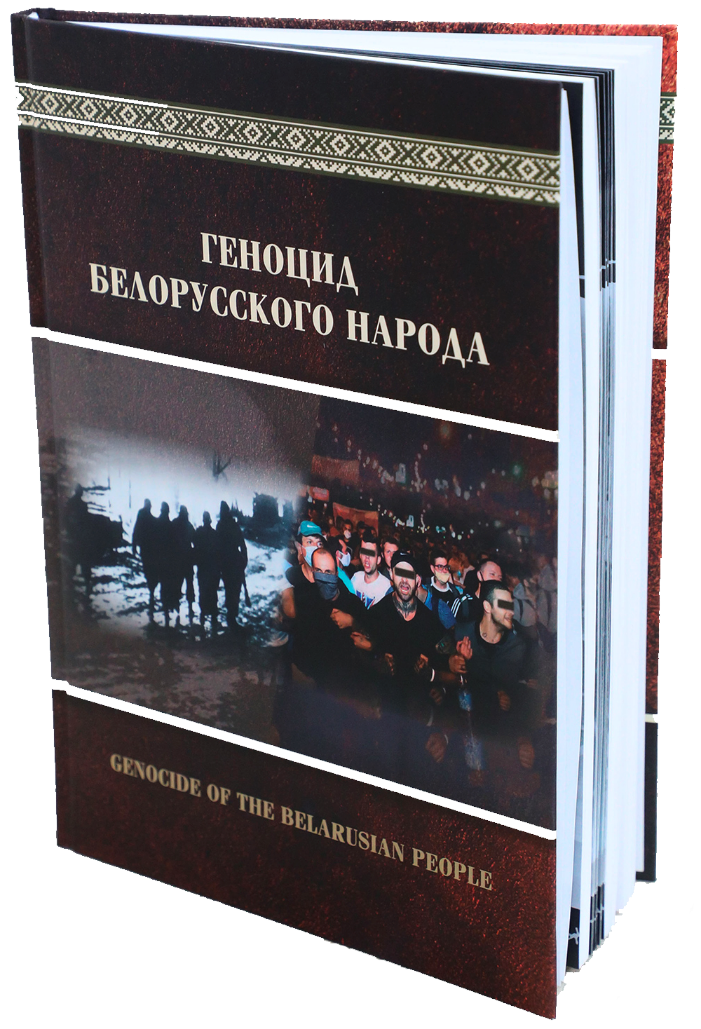 ГЕНОЦИД
БЕЛОРУССКОГО НАРОДА
GENOCIDE OF THE BELARUSIAN PEOPLE